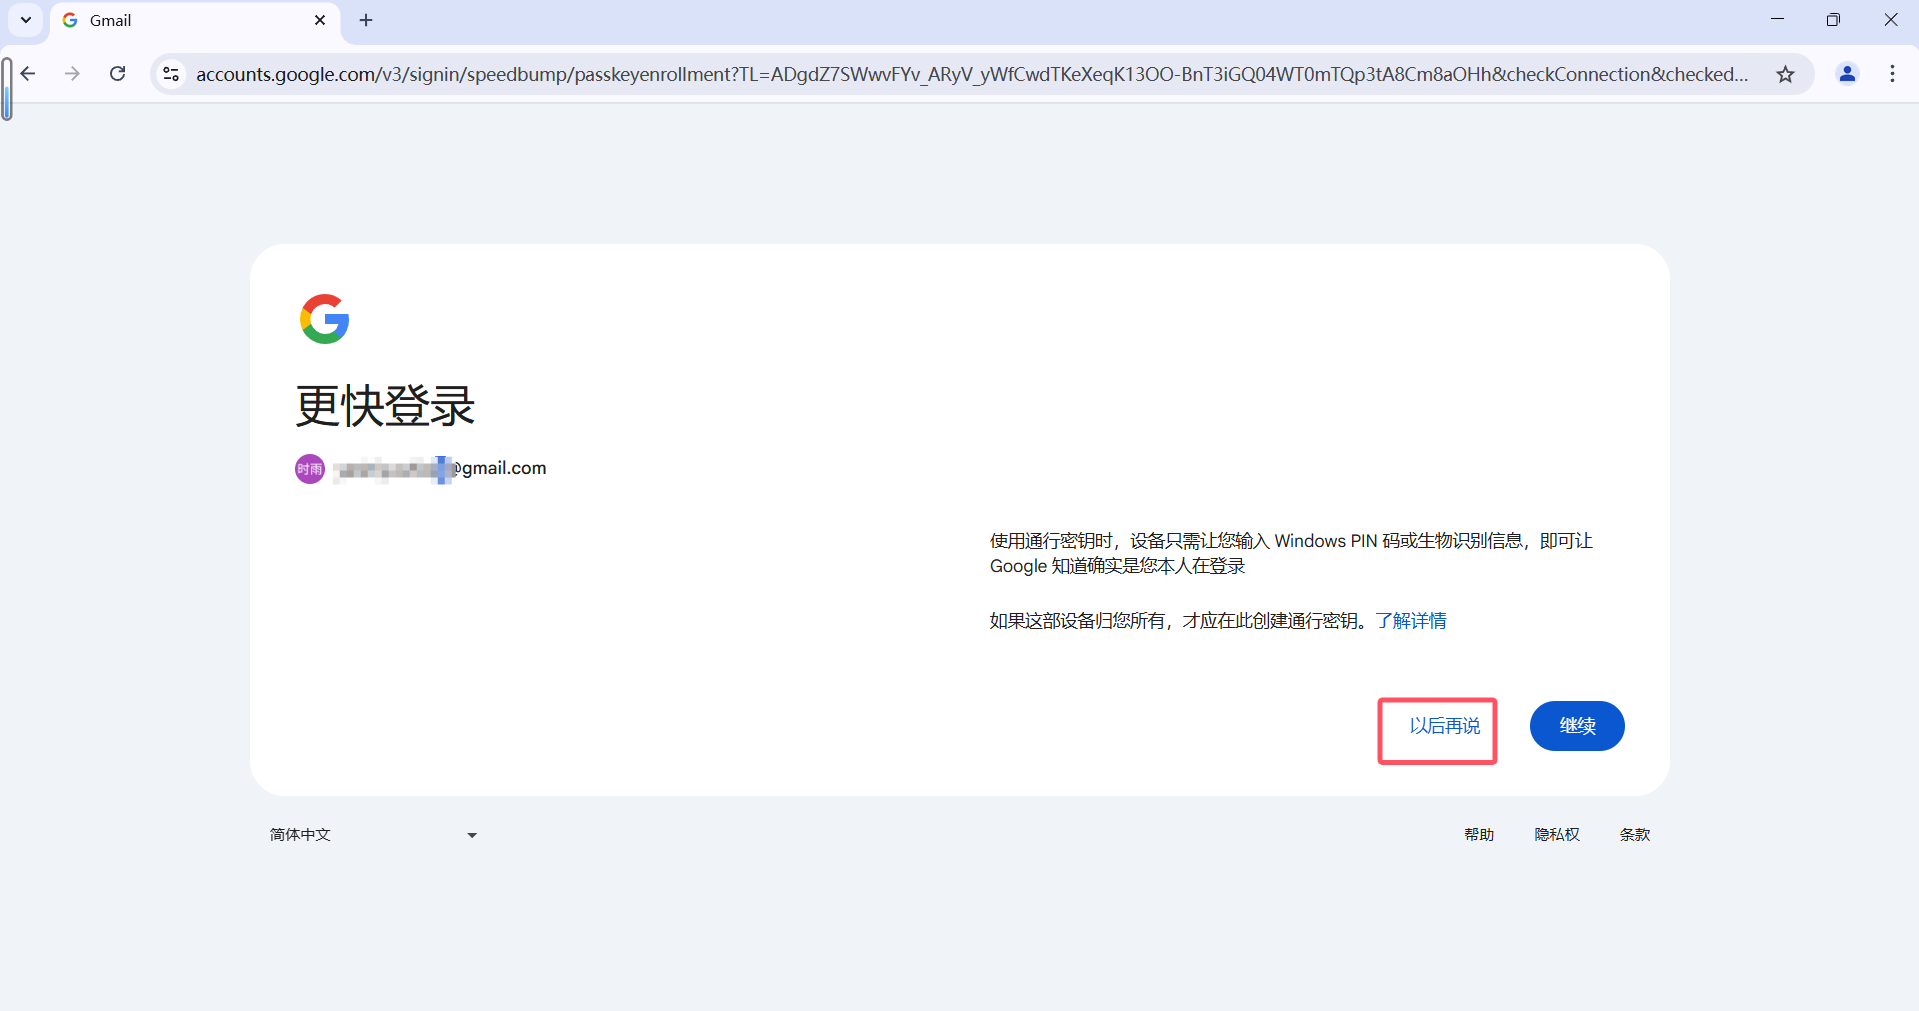 Gmail
accounts.google.com/v3/signin/speedbump/passkeyenrollment?TL=ADgdZ7SWwvFYv_ARyV_yWfCwdTKeXeqK13OO-BnT3iGQ04WT0mTQp3tA8Cm8aOHh&checkConnection&checked...
更快登录
时雨 @gmail.com
使用通行密钥时，设备只需让您输入 Windows PIN 码或生物识别信息，即可让
Google 知道确实是您本人在登录
如果这部设备归您所有，才应在此创建通行密钥。了解详情
以后再说 继续
简体中文 帮助 隐私权 条款